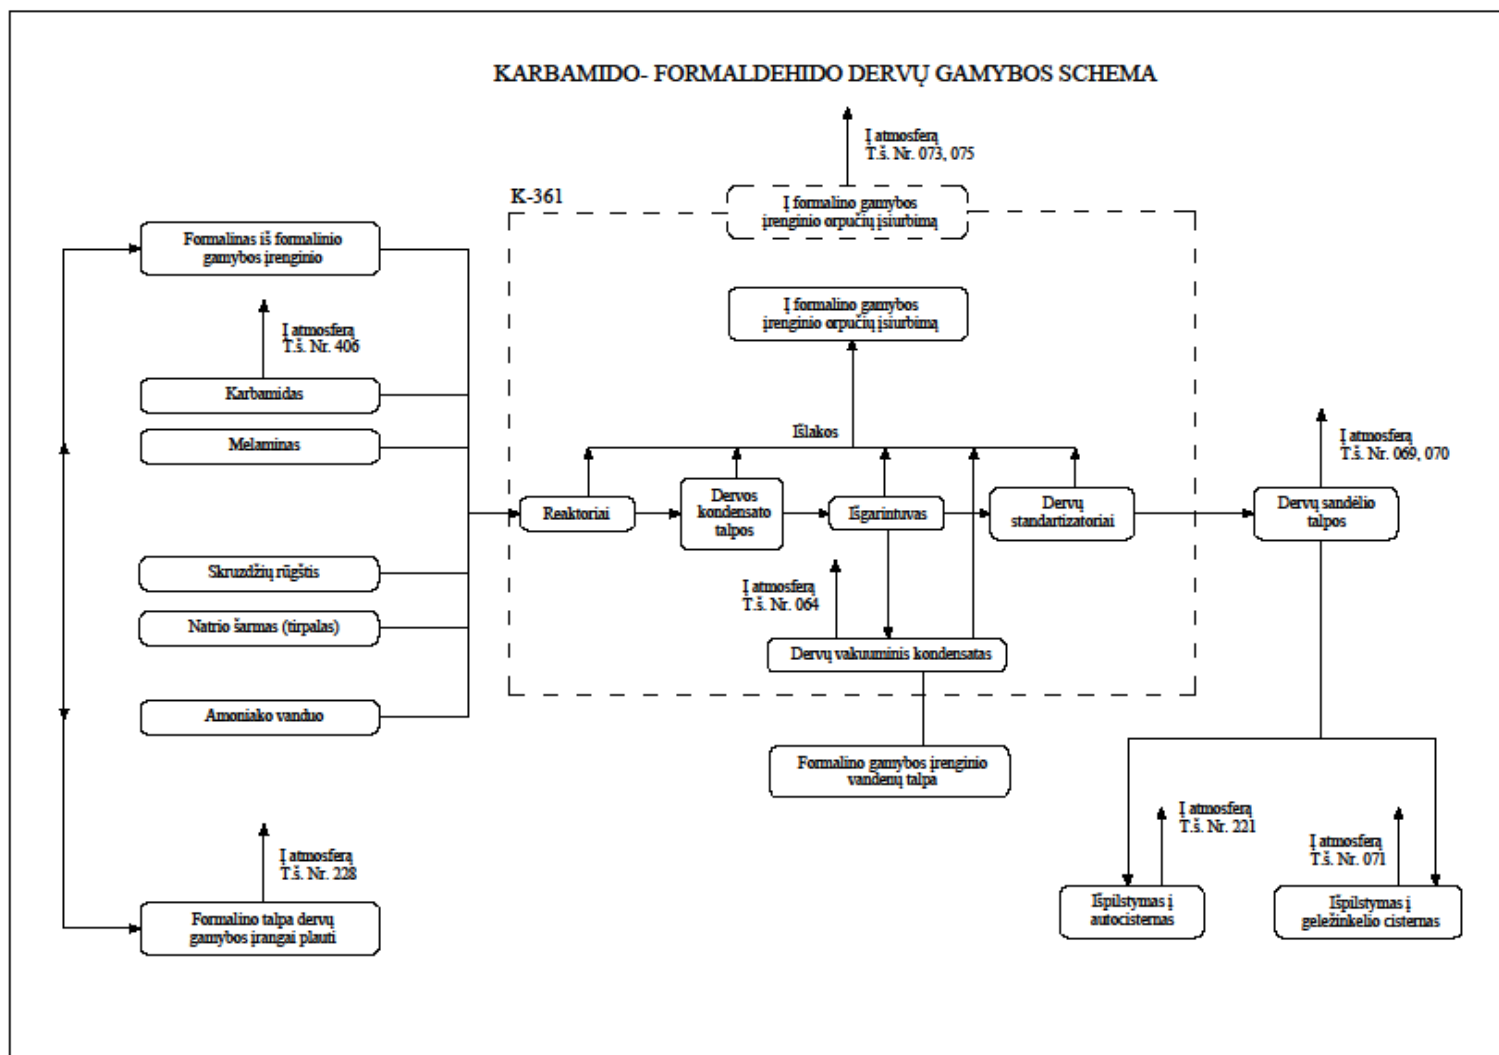 KARBAMIDO- FORMALDEHIDO DERVŲ GAMYBOS SCHEMA
Į atmosferą
T.š. Nr. 073, 075
K-361
Į formalino gamybos
įrenginio orpučių įsiurbimą
Formalinas iš formalinio
gamybos įrenginio
Į formalino gamybos
įrenginio orpučių įsiurbimą
Į atmosferą
T.š. Nr. 406
Karbamidas
Melaminas
Išlakos
Į atmosferą
T.š. Nr. 069, 070
Reaktoriai
Dervos
kondensato
talpos
Išgarintuvas
Dervų
standartizatoriai
Dervų sandėlio
talpos
Skruzdžių rūgštis
Į atmosferą
T.š. Nr. 064
Natrio šarmas (tirpalas)
Dervų vakuuminis kondensatas
Amoniako vanduo
Formalino gamybos įrenginio
vandenų talpa
Į atmosferą
T.š. Nr. 221
Į atmosferą
T.š. Nr. 071
Į atmosferą
T.š. Nr. 228
Formalino talpa dervų
gamybos įrangai plauti
Išpilstymas į
autocisternas
Išpilstymas į
geležinkelio cisternas